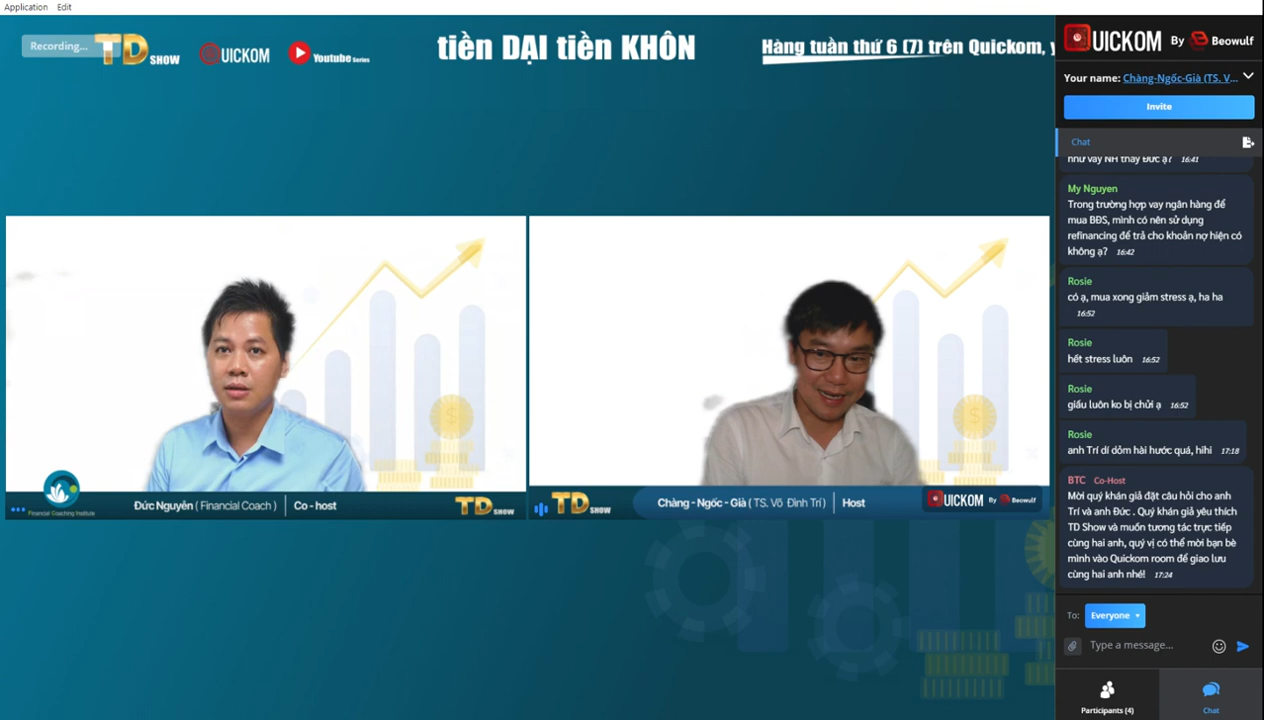 Application Edit
Recording...
TD SHOW
QUICKOM
Youtube Series
tiền DẠI tiền KHÔN
Hàng tuần thứ 6 (7) trên Quickom,
QUICKOM By Beowulf
Your name: Chàng-Ngốc-Già (TS. V...
Invite
Chat
như vay NH thầy Đức ạ? 16:41
My Nguyen
Trong trường hợp vay ngân hàng để
mua BĐS, mình có nên sử dụng
refinancing để trả cho khoản nợ hiện có
không ạ? 16:42
Rosie
có ạ, mua xong giảm stress ạ, ha ha
16:52
Rosie
hết stress luôn 16:52
Rosie
giấu luôn ko bị chửi ạ 16:52
Rosie
anh Trí dí dỏm hài hước quá, hihi 17:18
BTC Co-Host
Mời quý khán giả đặt câu hỏi cho anh
Trí và anh Đức . Quý khán giả yêu thích
TD Show và muốn tương tác trực tiếp
cùng hai anh, quý vị có thể mời bạn bè
mình vào Quickom room để giao lưu
cùng hai anh nhé! 17:24
Financial Coaching Institute
Đức Nguyễn ( Financial Coach ) Co-host
TD SHOW
TD SHOW
Chàng - Ngốc - Già ( TS. Võ Đình Trí ) Host
QUICKOM By Beowulf
To: Everyone
Type a message...
Participants (4)
Chat